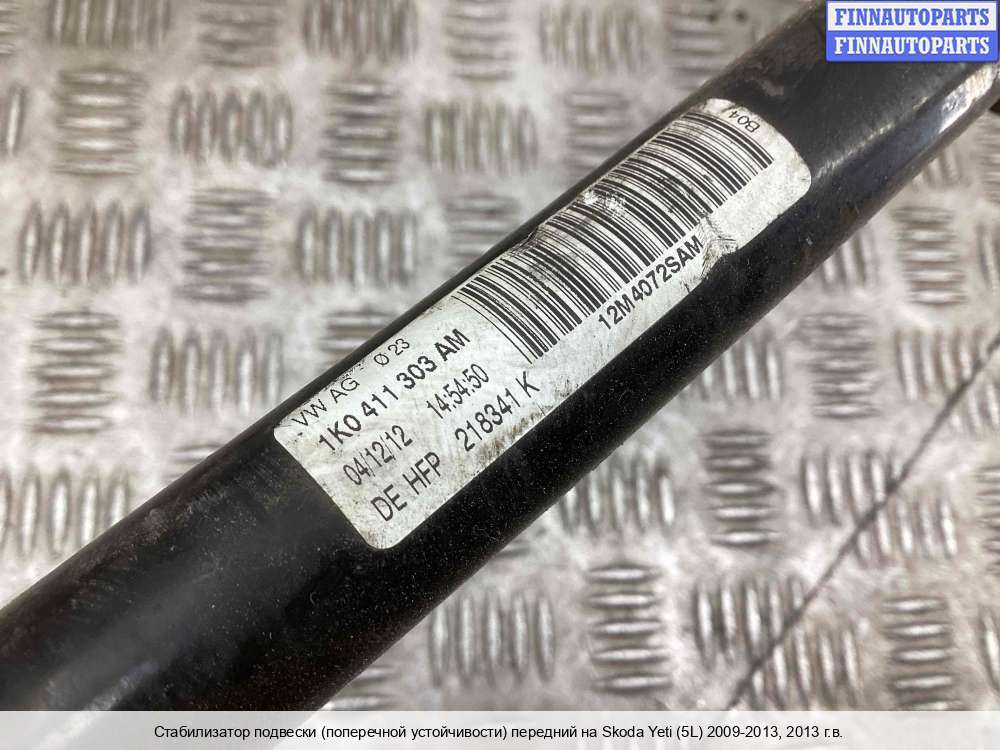 FINNAUTOPARTS
FINNAUTOPARTS
B04
12M4072SAM
VW AG Ø 23
1K0 411 303 AM
04/12/12 14:54:50
DE HFP 218341 K
Стабилизатор подвески (поперечной устойчивости) передний на Skoda Yeti (5L) 2009-2013, 2013 г.в.